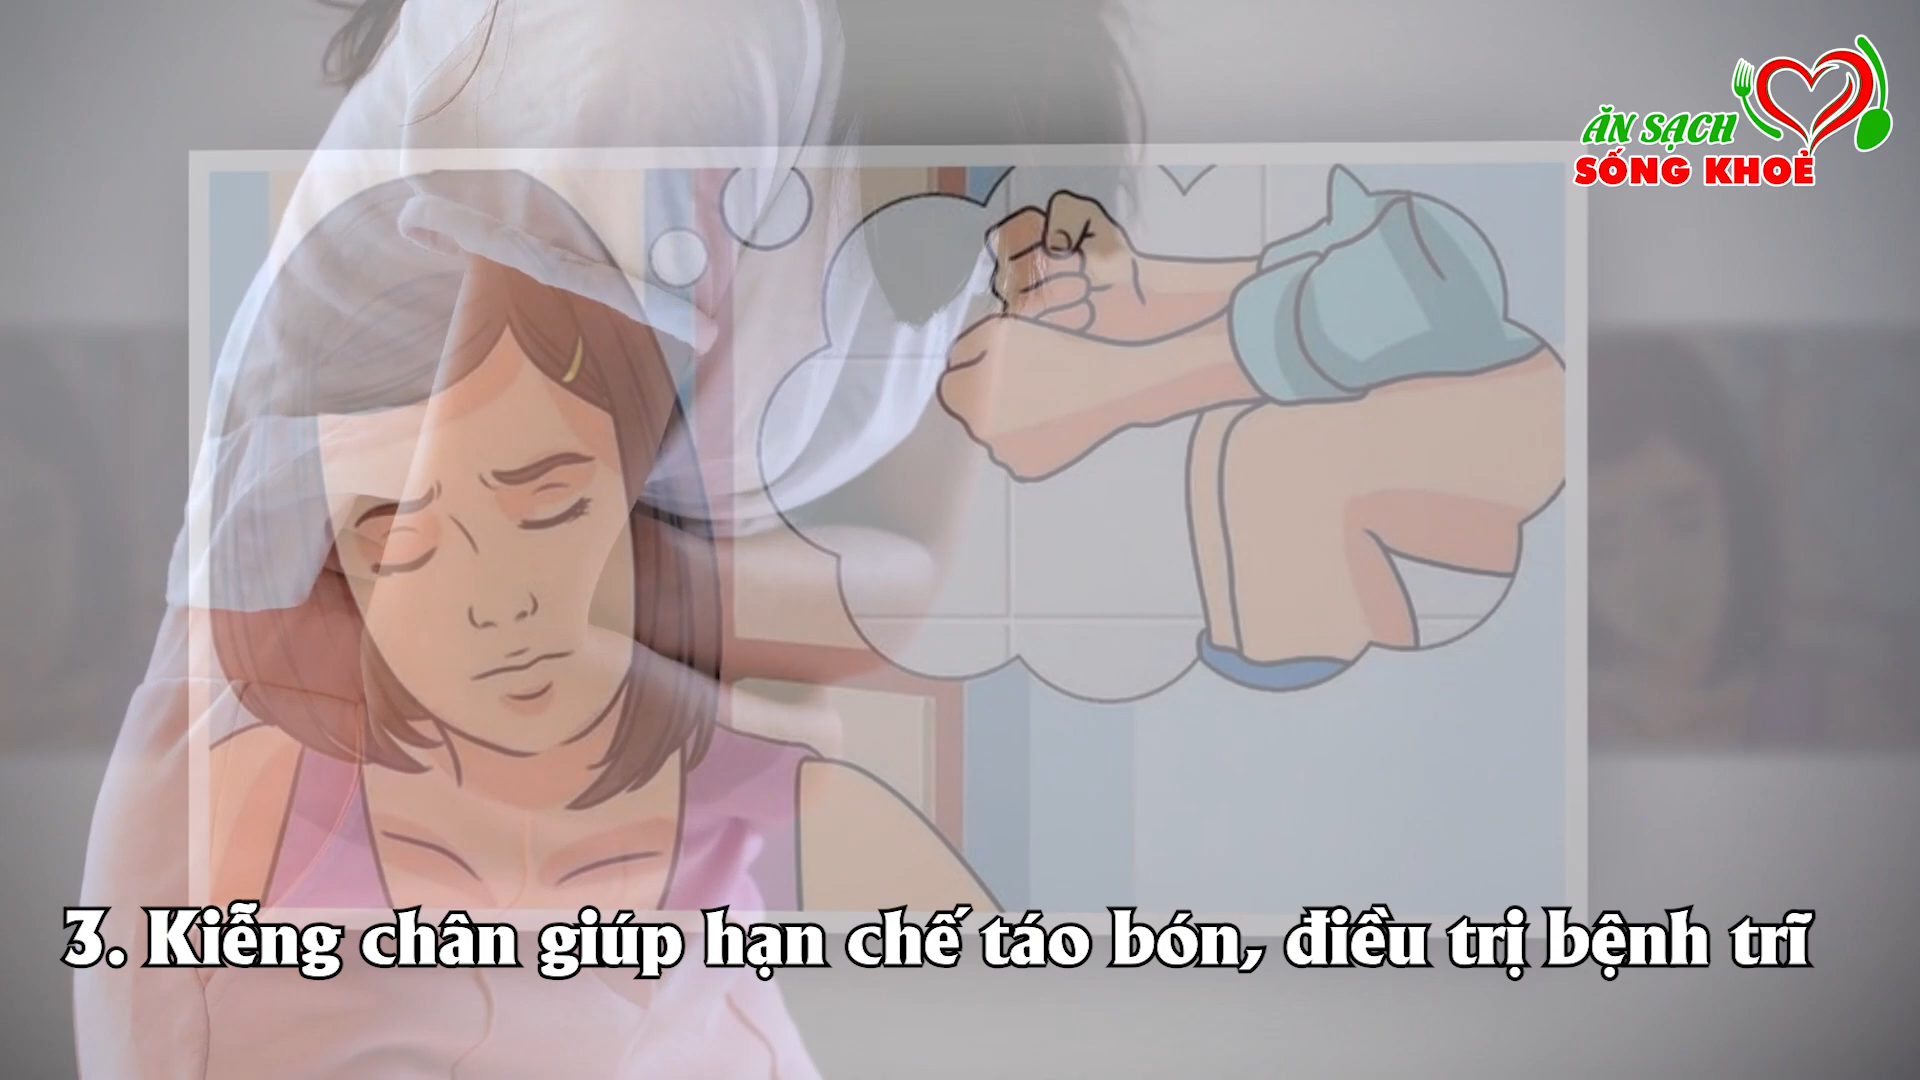 ĂN SẠCH
SỐNG KHOẺ
3. Kiễng chân giúp hạn chế táo bón, điều trị bệnh trĩ